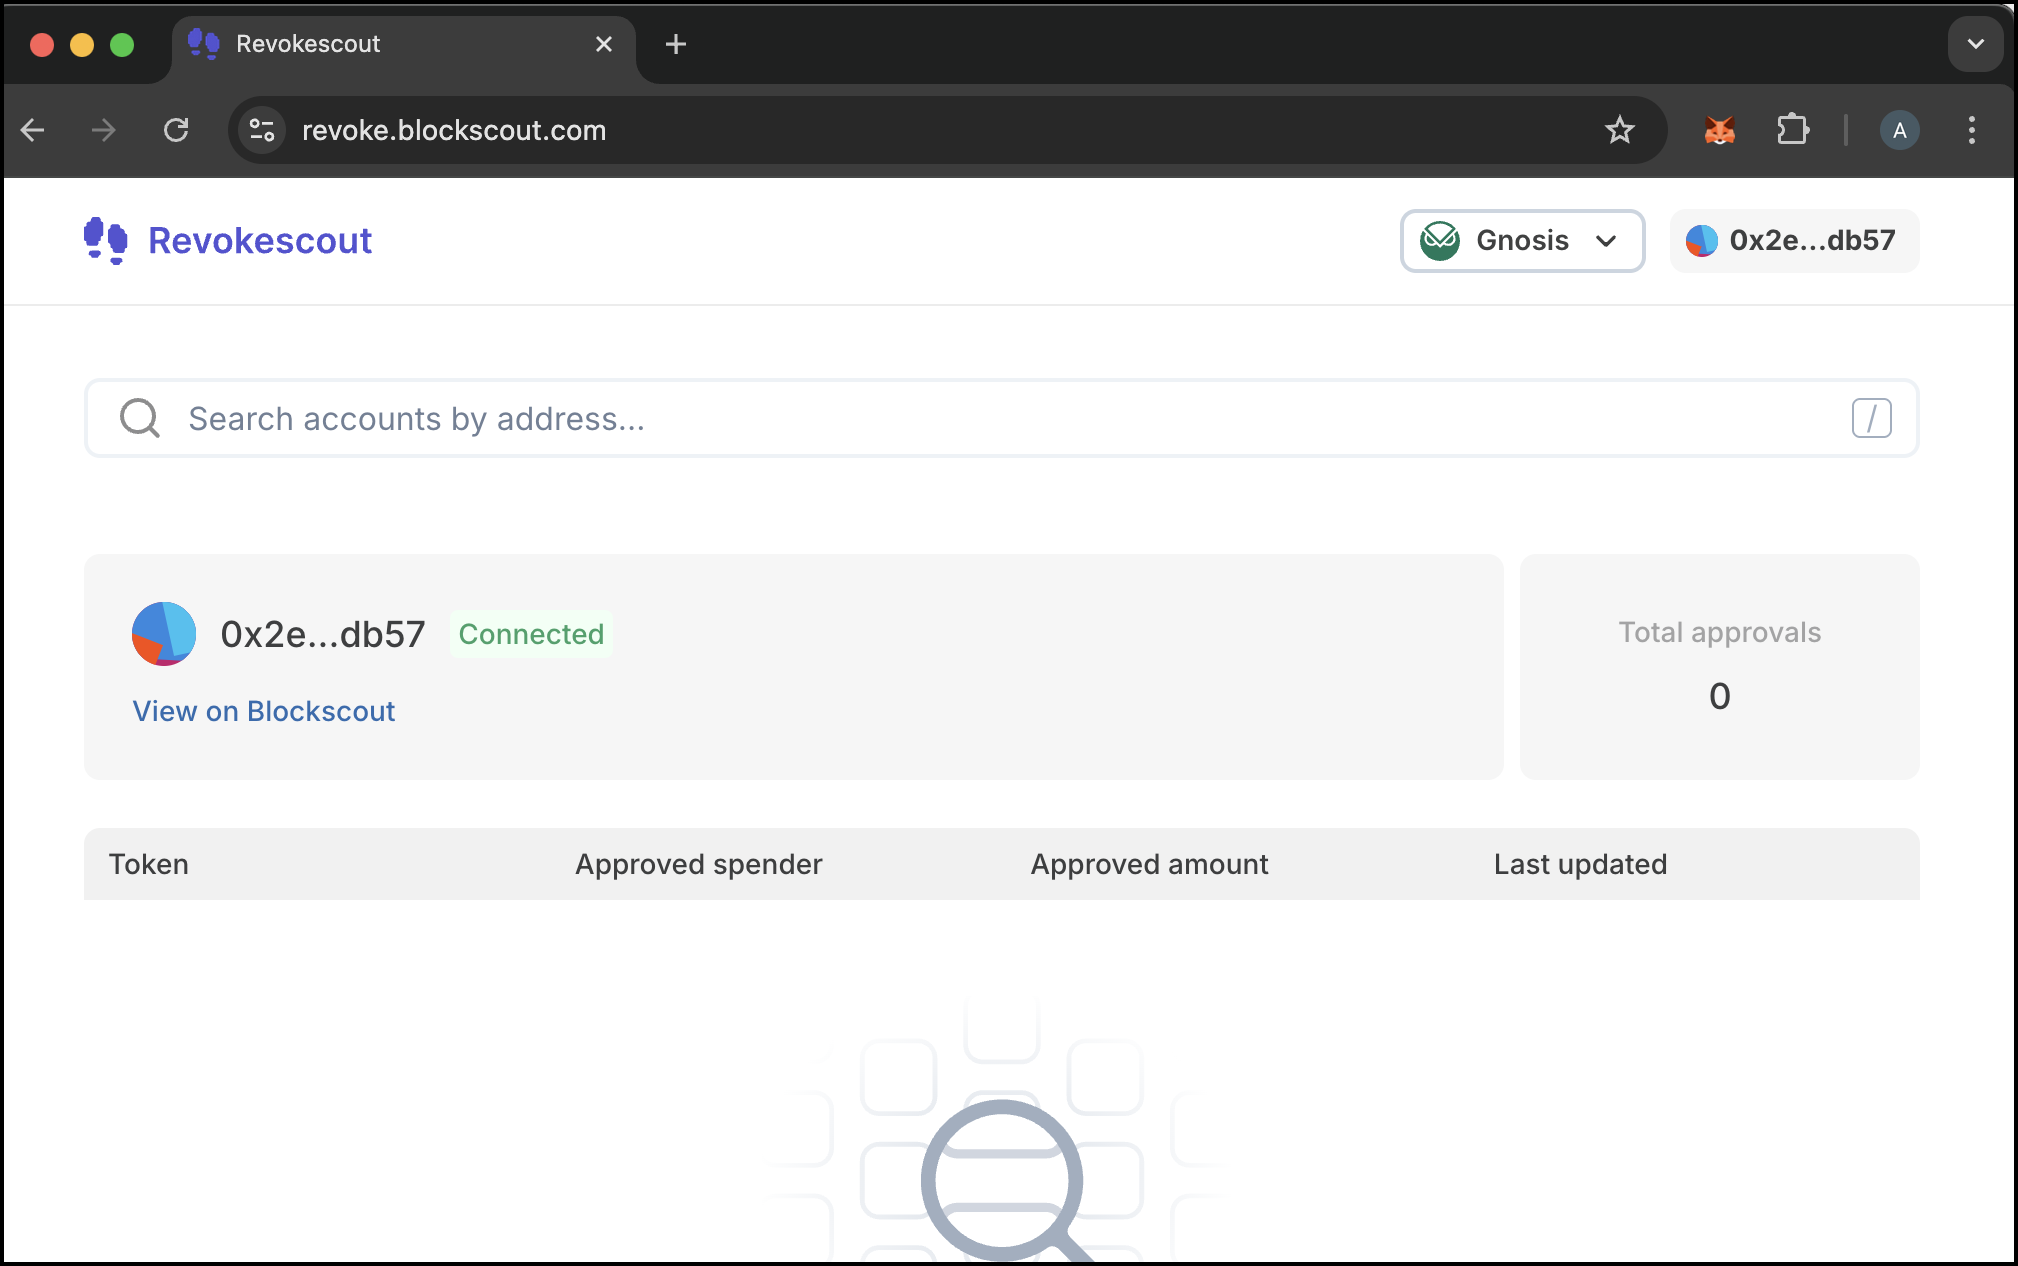 Revokescout
revoke.blockscout.com
A
Revokescout
Gnosis
0x2e...db57
Search accounts by address...
/
0x2e...db57
Connected
View on Blockscout
Total approvals
0
Token
Approved spender
Approved amount
Last updated